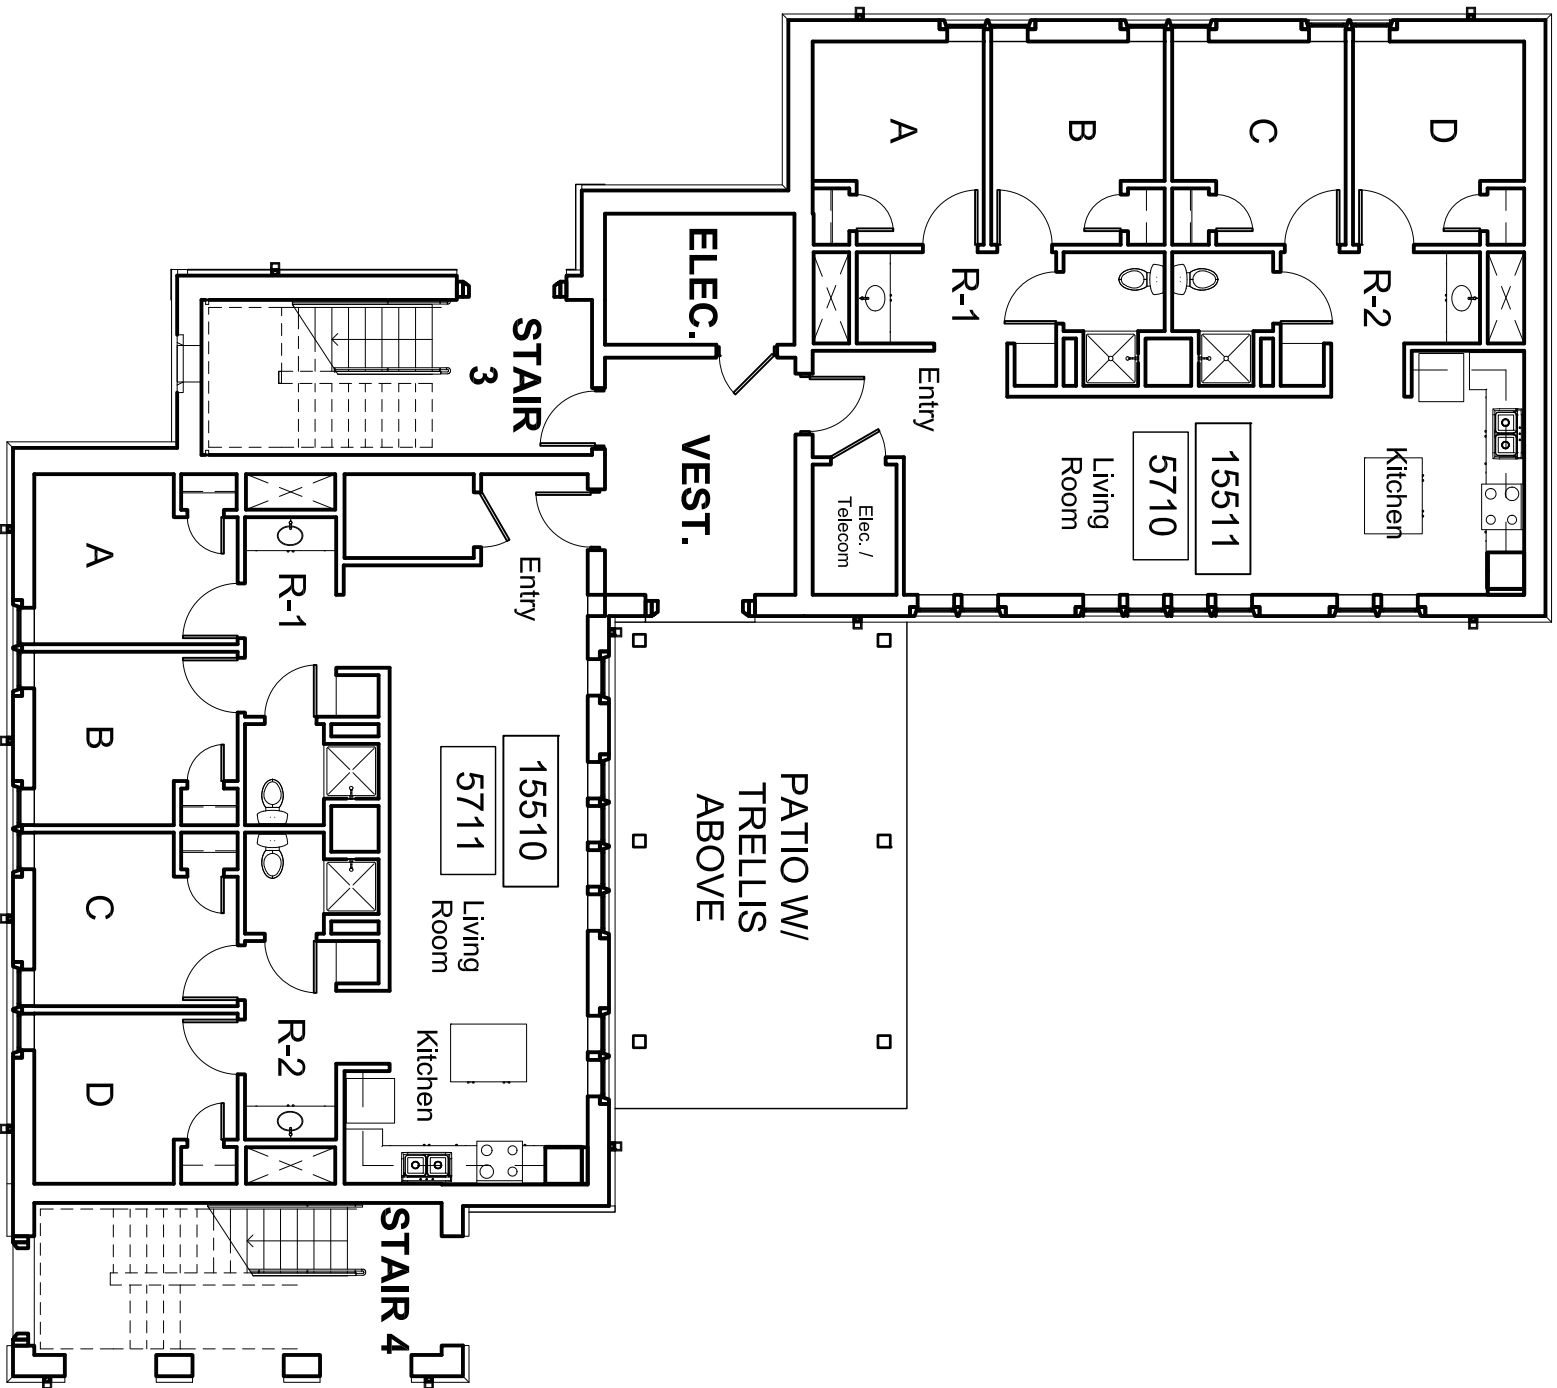 A
B
C
D
R-1
R-2
ELEC.
STAIR
3
Entry
VEST.
Living
Room
5710
15511
Kitchen
Elec. /
Telecom
A
R-1
Entry
B
15510
5711
PATIO W/
TRELLIS
ABOVE
C
Living
Room
D
R-2
Kitchen
STAIR 4